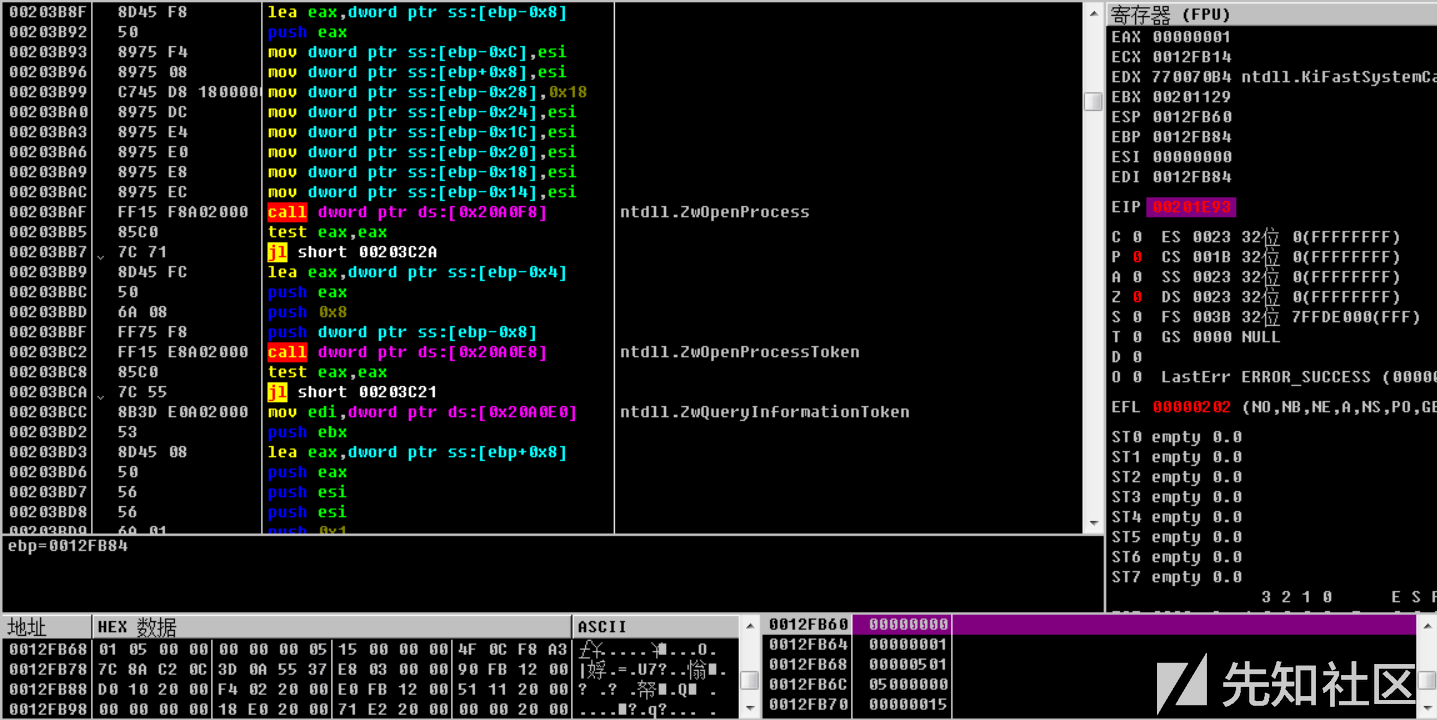 00203B8F 8D45 F8 lea eax,dword ptr ss:[ebp-0x8]
00203B92 50 push eax
00203B93 8975 F4 mov dword ptr ss:[ebp-0xC],esi
00203B96 8975 08 mov dword ptr ss:[ebp+0x8],esi
00203B99 C745 D8 1800000 mov dword ptr ss:[ebp-0x28],0x18
00203BA0 8975 DC mov dword ptr ss:[ebp-0x24],esi
00203BA3 8975 E4 mov dword ptr ss:[ebp-0x1C],esi
00203BA6 8975 E0 mov dword ptr ss:[ebp-0x20],esi
00203BA9 8975 E8 mov dword ptr ss:[ebp-0x18],esi
00203BAC 8975 EC mov dword ptr ss:[ebp-0x14],esi
00203BAF FF15 F8A02000 call dword ptr ds:[0x20A0F8] ntdll.ZwOpenProcess
00203BB5 85C0 test eax,eax
00203BB7 7C 71 jl short 00203C2A
00203BB9 8D45 FC lea eax,dword ptr ss:[ebp-0x4]
00203BBC 50 push eax
00203BBD 6A 08 push 0x8
00203BBF FF75 F8 push dword ptr ss:[ebp-0x8]
00203BC2 FF15 E8A02000 call dword ptr ds:[0x20A0E8] ntdll.ZwOpenProcessToken
00203BC8 85C0 test eax,eax
00203BCA 7C 55 jl short 00203C21
00203BCC 8B3D E0A02000 mov edi,dword ptr ds:[0x20A0E0] ntdll.ZwQueryInformationToken
00203BD2 53 push ebx
00203BD3 8D45 08 lea eax,dword ptr ss:[ebp+0x8]
00203BD6 50 push eax
00203BD7 56 push esi
00203BD8 56 push esi
00203BD9 6A 01 push 0x1
ebp=0012FB84
寄存器 (FPU)
EAX 00000001
ECX 0012FB14
EDX 770070B4 ntdll.KiFastSystemCa
EBX 00201129
ESP 0012FB60
EBP 0012FB84
ESI 00000000
EDI 0012FB84
EIP 00201E93
C 0 ES 0023 32位 0(FFFFFFFF)
P 0 CS 001B 32位 0(FFFFFFFF)
A 0 SS 0023 32位 0(FFFFFFFF)
Z 0 DS 0023 32位 0(FFFFFFFF)
S 0 FS 003B 32位 7FFDE000(FFF)
T 0 GS 0000 NULL
D 0
O 0 LastErr ERROR_SUCCESS (00000
EFL 00000202 (NO,NB,NE,A,NS,PO,GE
ST0 empty 0.0
ST1 empty 0.0
ST2 empty 0.0
ST3 empty 0.0
ST4 empty 0.0
ST5 empty 0.0
ST6 empty 0.0
ST7 empty 0.0
3 2 1 0 E S P
地址 HEX 数据 ASCII
0012FB68 01 05 00 00 00 00 00 05 15 00 00 00 4F 0C F8 A3
0012FB78 7C 8A C2 0C 3D 0A 55 37 E8 03 00 00 90 FB 12 00
0012FB88 D0 10 20 00 F4 02 20 00 E0 FB 12 00 51 11 20 00
0012FB98 00 00 00 00 18 E0 20 00 71 E2 20 00 00 00 20 00
0012FB60 00000000
0012FB64 00000001
0012FB68 00000501
0012FB6C 05000000
0012FB70 00000015
先知社区